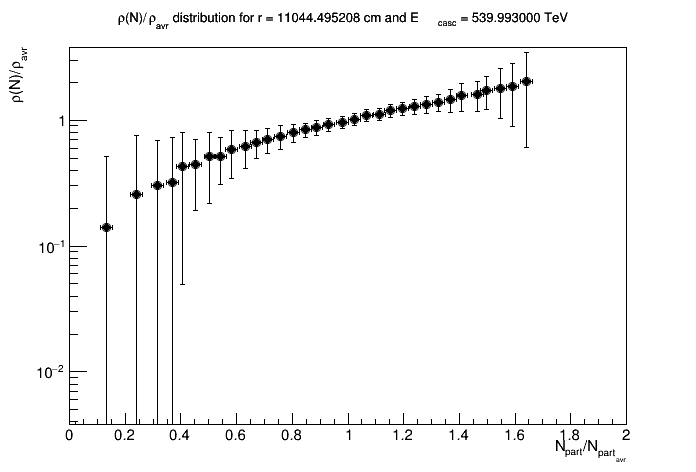 ρ(N)/ρavr distribution for r = 11044.495208 cm and E casc = 539.993000 TeV
ρ(N)/ρavr
1
10−1
10−2
0 0.2 0.4 0.6 0.8 1 1.2 1.4 1.6 1.8 2
Npart/Npartavr